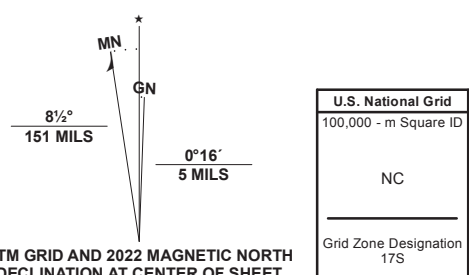 ★
MN
GN
8½°
151 MILS
0°16´
5 MILS
TM GRID AND 2022 MAGNETIC NORTH
DECLINATION AT CENTER OF SHEET
U.S. National Grid
100,000 - m Square ID
NC
Grid Zone Designation
17S